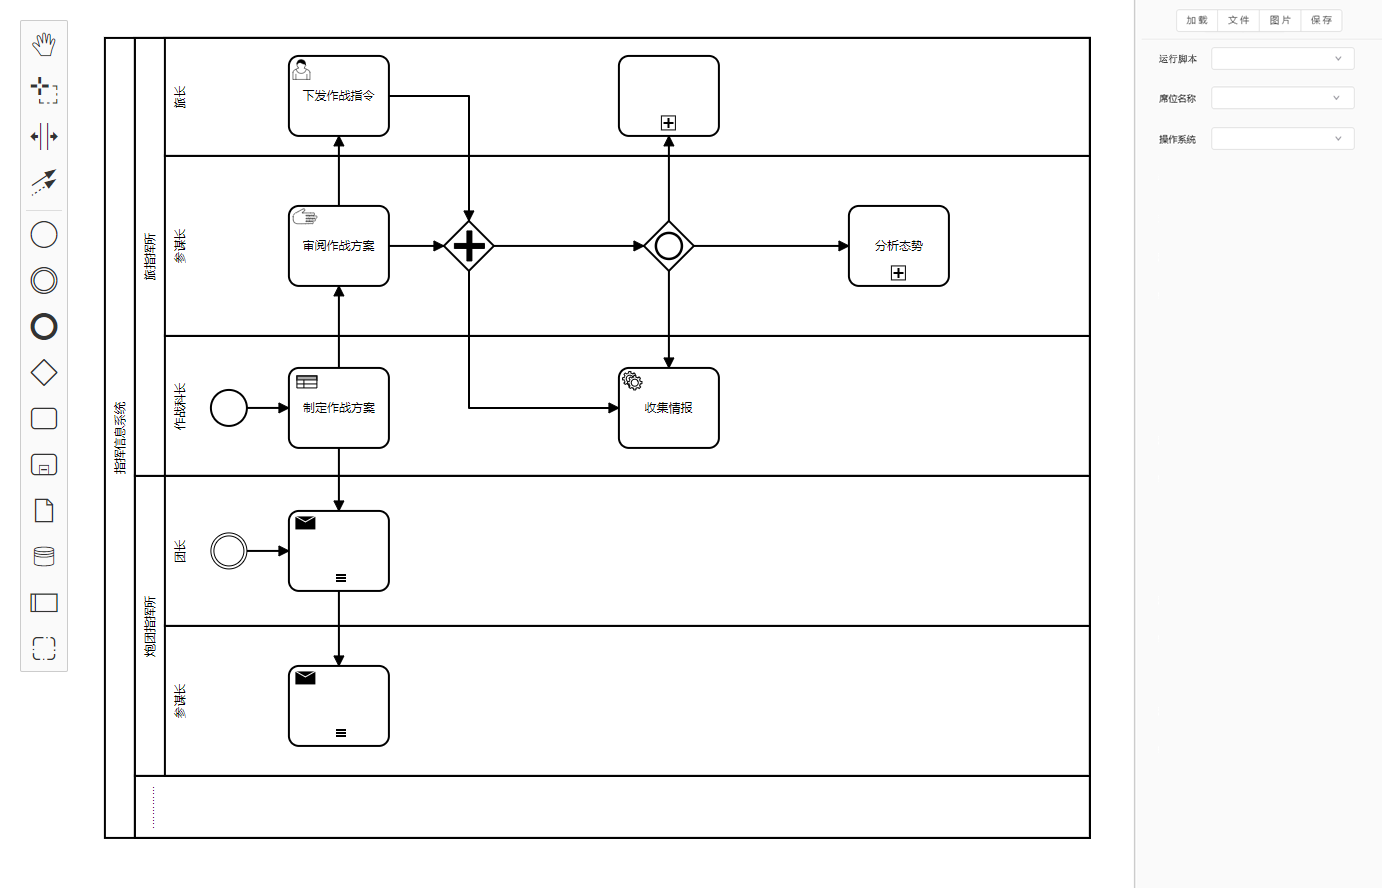 加载
文件
图片
保存
运行脚本
席位名称
操作系统
指挥信息系统
旅指挥所
旅长
下发作战指令
参谋长
审阅作战方案
分析态势
作战科长
制定作战方案
收集情报
炮团指挥所
团长
参谋长
…………